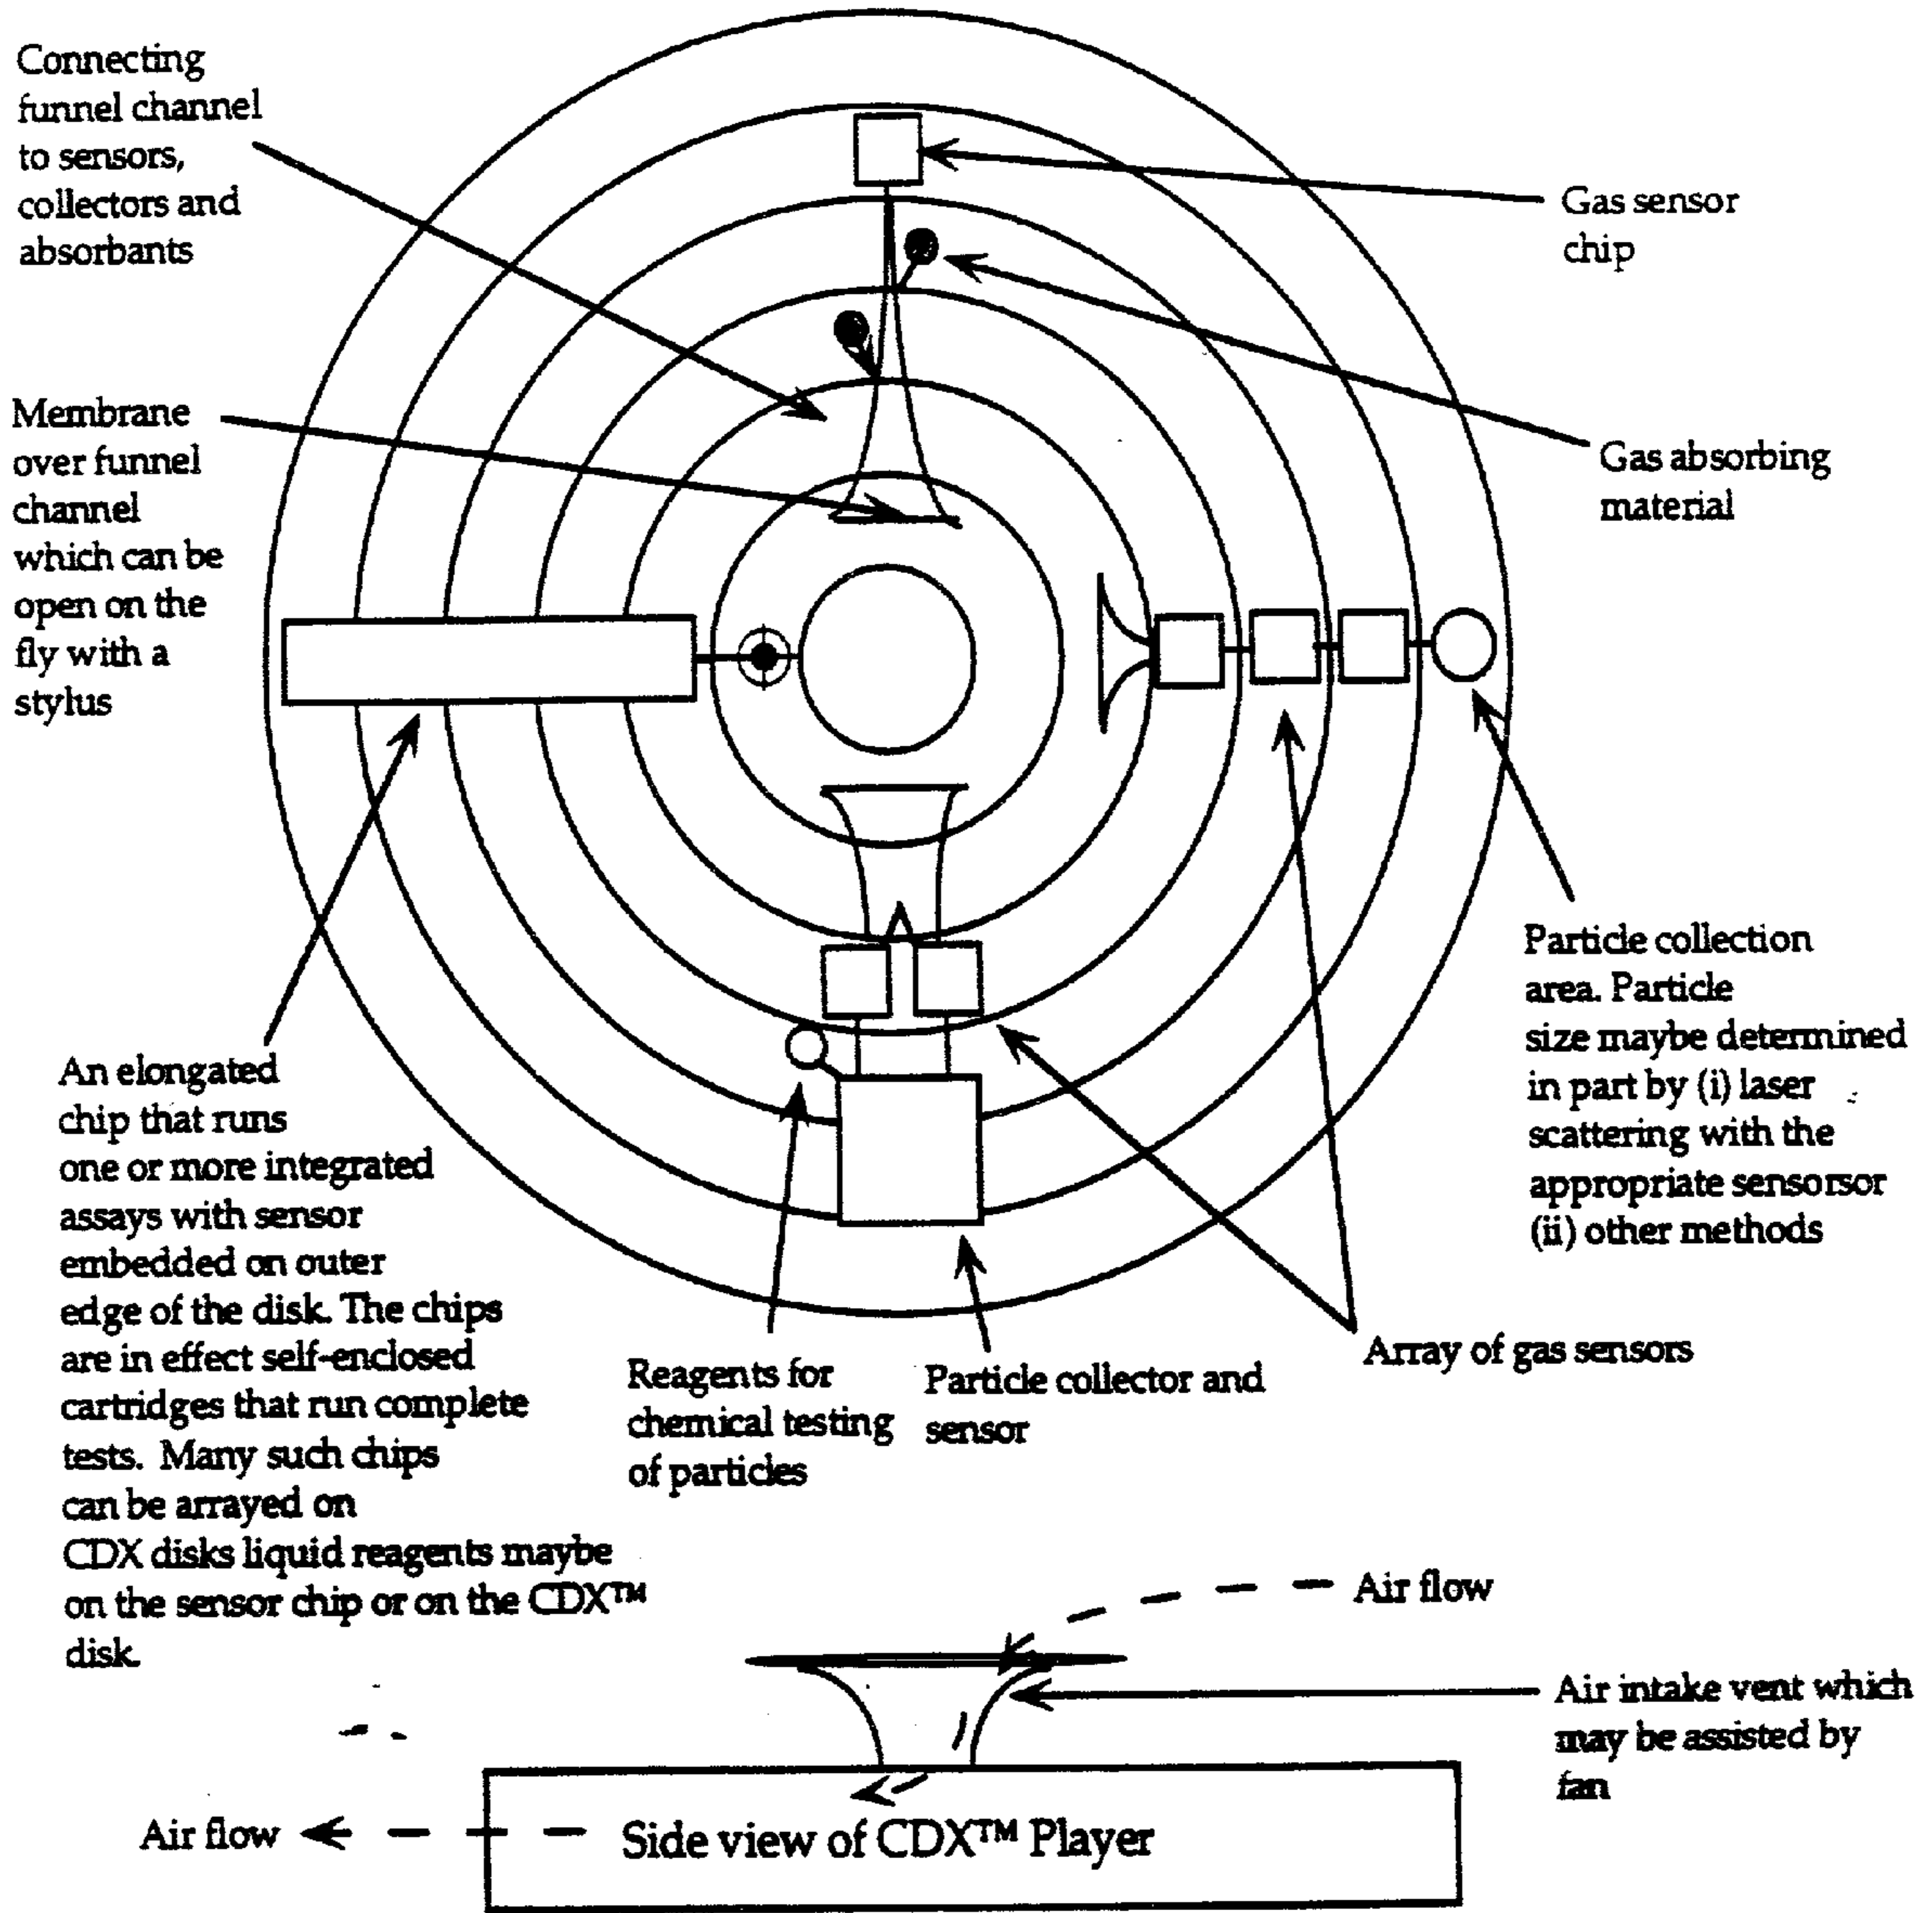 Connecting
funnel channel
to sensors,
collectors and
absorbants
Gas sensor
chip
Membrane
over funnel
channel
which can be
open on the
fly with a
stylus
Gas absorbing
material
Particle collection
area. Particle
size maybe determined
in part by (i) laser
scattering with the
appropriate sensorsor
(ii) other methods
An elongated
chip that runs
one or more integrated
assays with sensor
embedded on outer
edge of the disk. The chips
are in effect self-enclosed
cartridges that run complete
tests. Many such chips
can be arrayed on
CDX disks liquid reagents maybe
on the sensor chip or on the CDX™
disk.
Reagents for
chemical testing
of particles
Particle collector and
sensor
Array of gas sensors
Air flow
Air intake vent which
may be assisted by
fan
Air flow
Side view of CDX™ Player